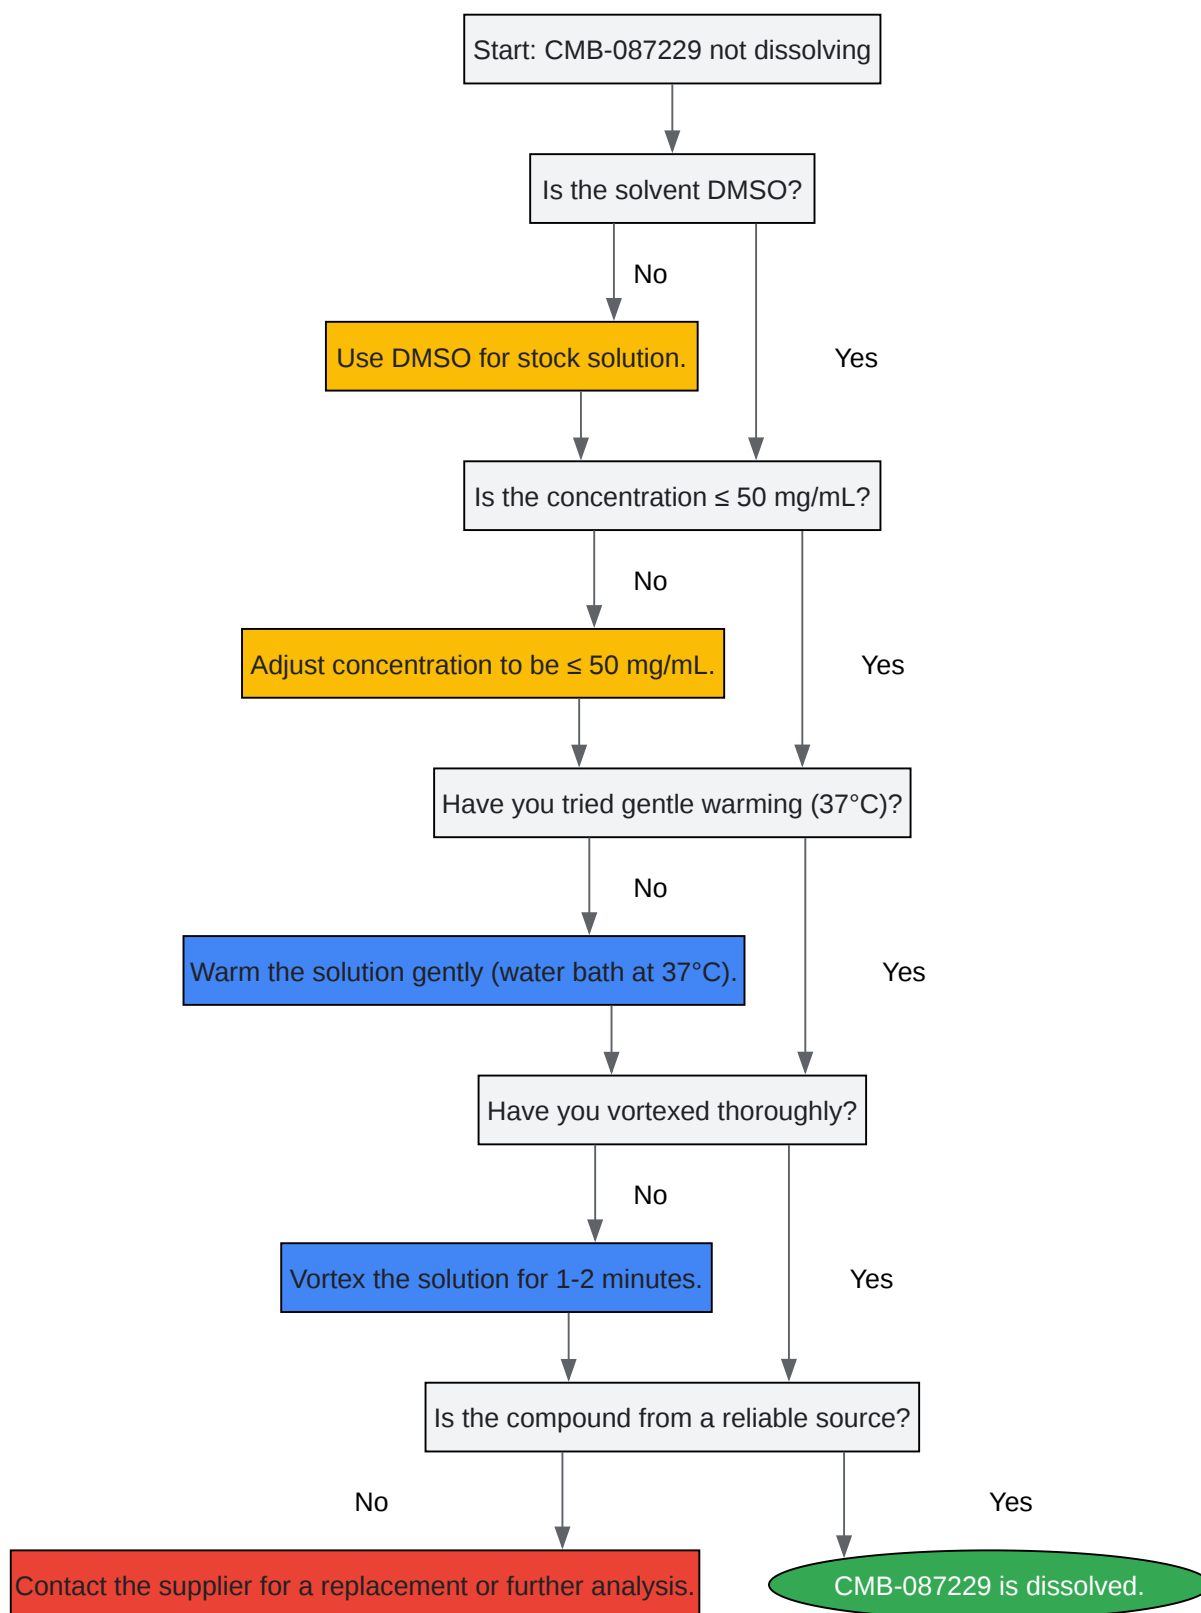 Start: CMB-087229 not dissolving
Is the solvent DMSO?
No
Use DMSO for stock solution.
Yes
Is the concentration ≤ 50 mg/mL?
No
Adjust concentration to be ≤ 50 mg/mL.
Yes
Have you tried gentle warming (37°C)?
No
Warm the solution gently (water bath at 37°C).
Yes
Have you vortexed thoroughly?
No
Vortex the solution for 1-2 minutes.
Yes
Is the compound from a reliable source?
No
Yes
Contact the supplier for a replacement or further analysis.
CMB-087229 is dissolved.